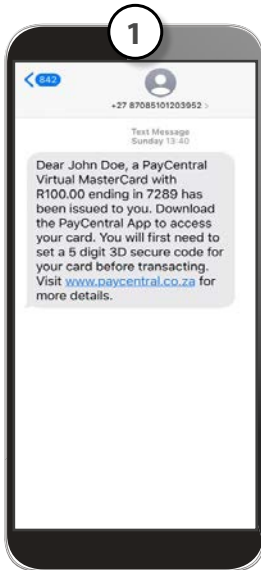 1
842
+27 87085101203952 >
Text Message
Sunday 13:40
Dear John Doe, a PayCentral
Virtual MasterCard with
R100.00 ending in 7289 has
been issued to you. Download
the PayCentral App to access
your card. You will first need to
set a 5 digit 3D secure code for
your card before transacting.
Visit www.paycentral.co.za for
more details.